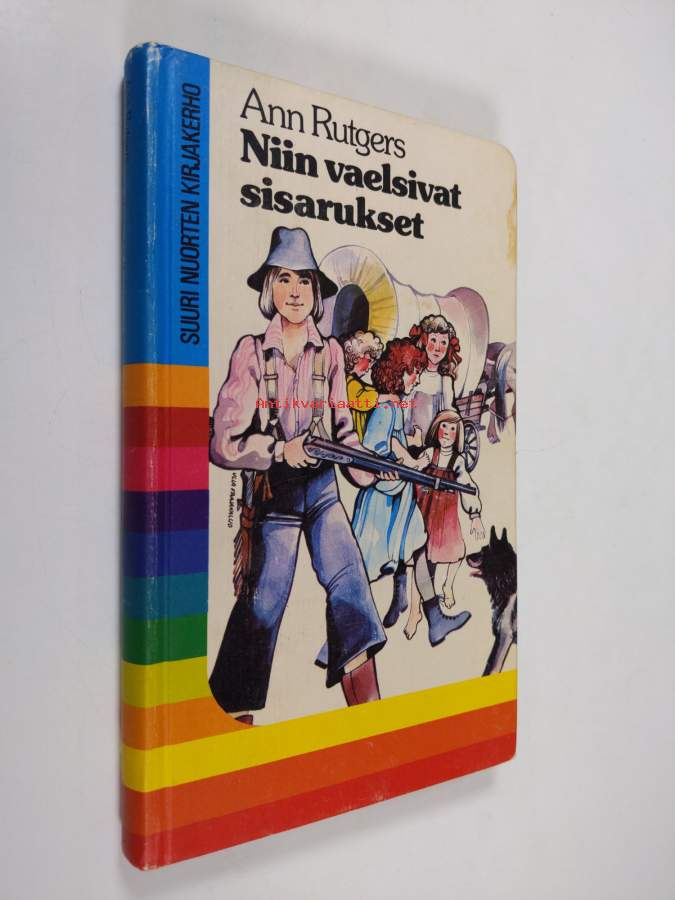 Ann Rutgers
Niin vaelsivat
sisarukset
SUURI NUORTEN KIRJAKERHO
Antikvariaatti.net